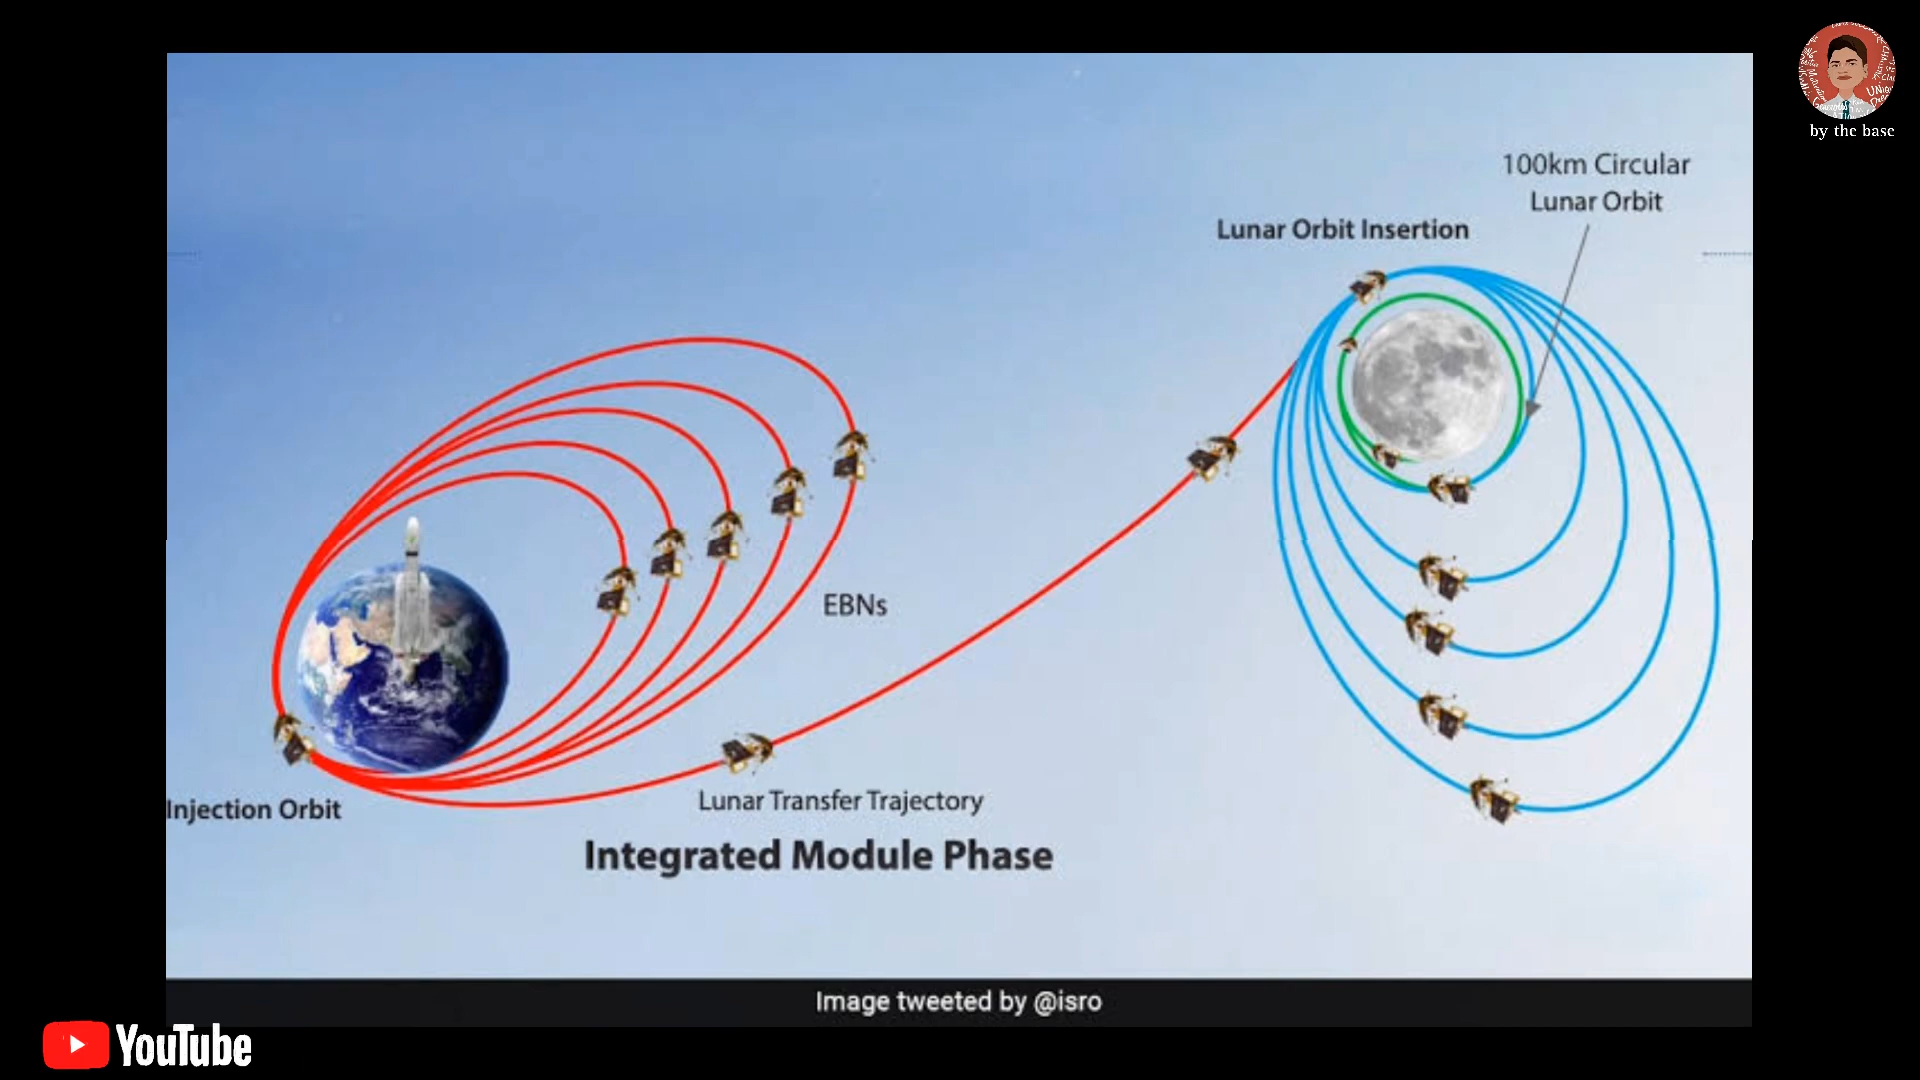 by the base
100km Circular
Lunar Orbit
Lunar Orbit Insertion
EBNs
Injection Orbit
Lunar Transfer Trajectory
Integrated Module Phase
Image tweeted by @isro
YouTube